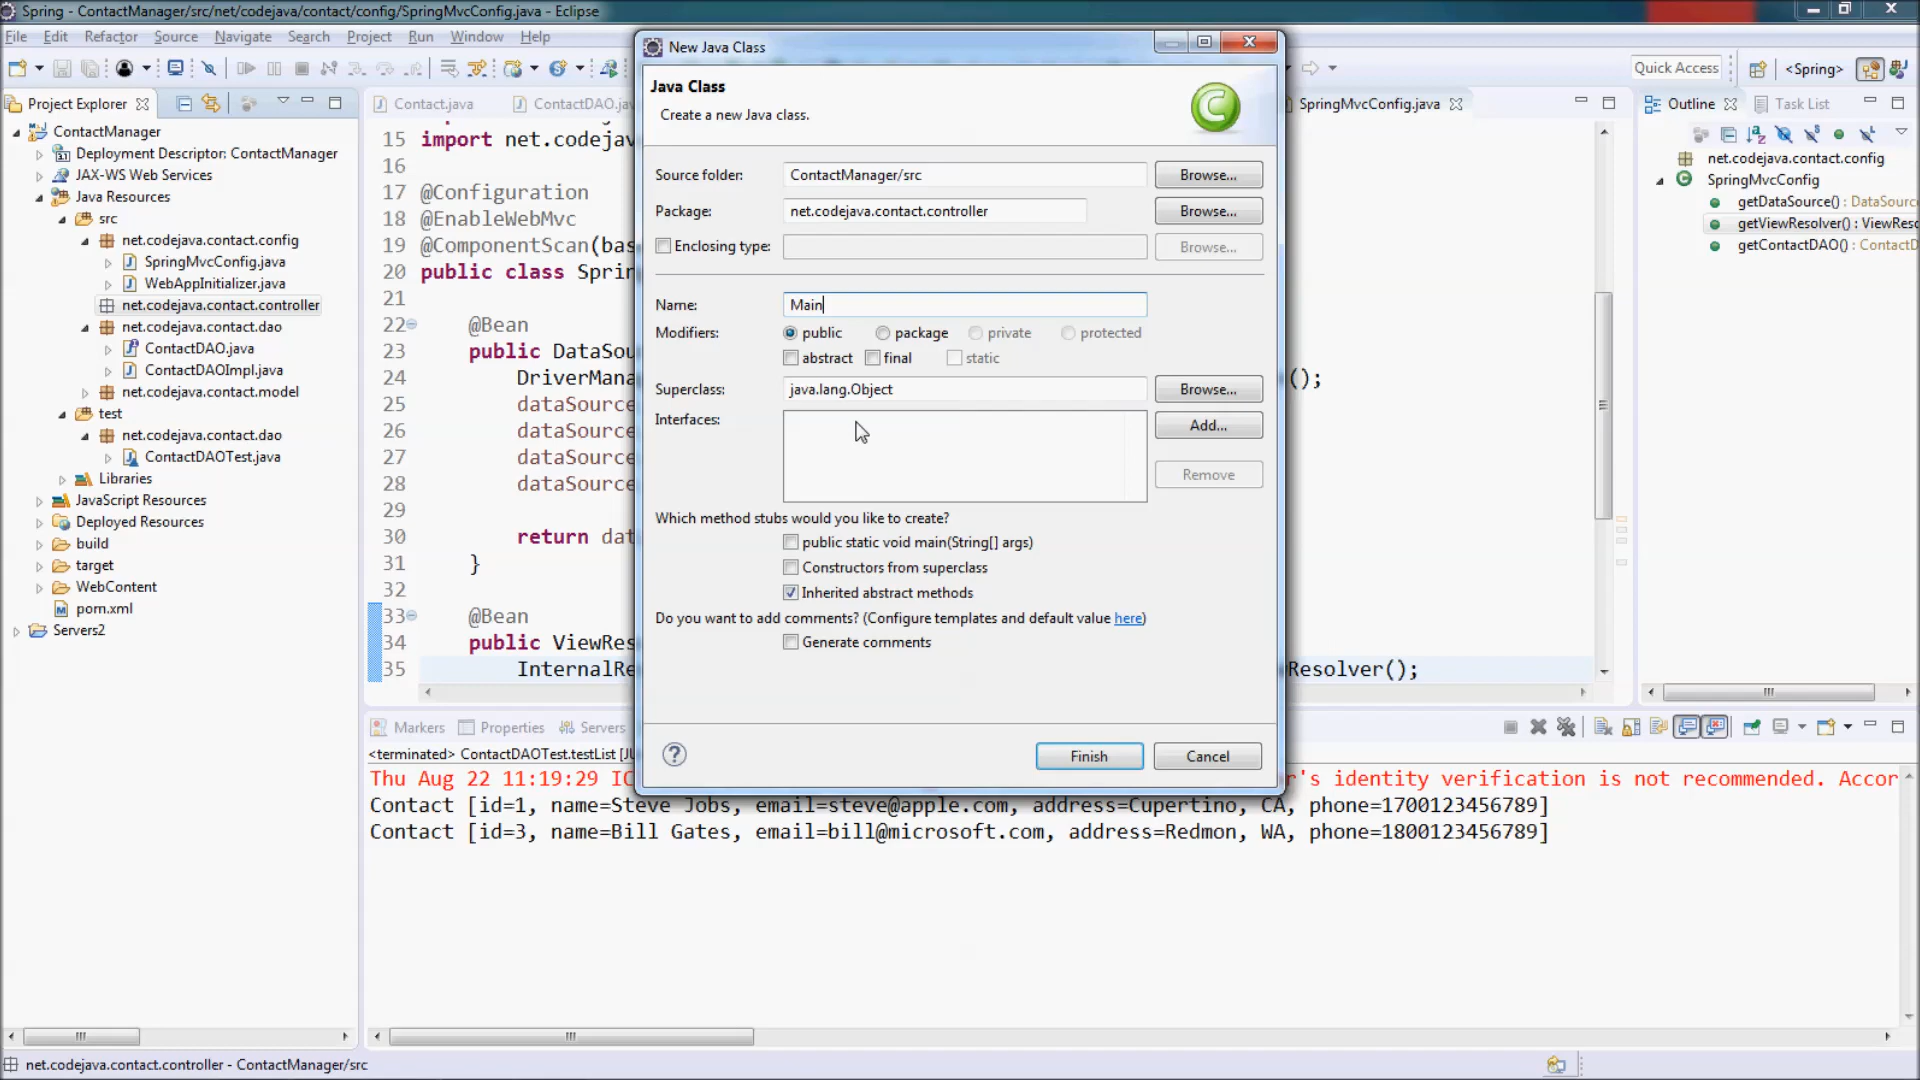 Spring - ContactManager/src/net/codejava/contact/config/SpringMvcConfig.java - Eclipse
File Edit Refactor Source Navigate Search Project Run Window Help
Quick Access
<Spring>
Project Explorer
ContactManager
Deployment Descriptor: ContactManager
JAX-WS Web Services
Java Resources
src
net.codejava.contact.config
SpringMvcConfig.java
WebAppInitializer.java
net.codejava.contact.controller
net.codejava.contact.dao
ContactDAO.java
ContactDAOImpl.java
net.codejava.contact.model
test
net.codejava.contact.dao
ContactDAOTest.java
Libraries
JavaScript Resources
Deployed Resources
build
target
WebContent
pom.xml
Servers2
Contact.java ContactDAO.jav SpringMvcConfig.java
15 import net.codejav
16
17 @Configuration
18 @EnableWebMvc
19 @ComponentScan(bas
20 public class Sprin
21
22 @Bean
23 public DataSou
24 DriverMana ();
25 dataSource
26 dataSource
27 dataSource
28 dataSource
29
30 return dat
31 }
32
33 @Bean
34 public ViewRes
35 InternalRe Resolver();
New Java Class
Java Class
Create a new Java class.
Source folder: ContactManager/src Browse...
Package: net.codejava.contact.controller Browse...
Enclosing type: Browse...
Name: Main
Modifiers: public package private protected
abstract final static
Superclass: java.lang.Object Browse...
Interfaces: Add...
Remove
Which method stubs would you like to create?
public static void main(String[] args)
Constructors from superclass
Inherited abstract methods
Do you want to add comments? (Configure templates and default value here)
Generate comments
Finish Cancel
Outline Task List
net.codejava.contact.config
SpringMvcConfig
getDataSource() : DataSourc
getViewResolver() : ViewReso
getContactDAO() : ContactD
Markers Properties Servers
<terminated> ContactDAOTest.testList [JU
Thu Aug 22 11:19:29 IC r's identity verification is not recommended. Accor
Contact [id=1, name=Steve Jobs, email=steve@apple.com, address=Cupertino, CA, phone=1700123456789]
Contact [id=3, name=Bill Gates, email=bill@microsoft.com, address=Redmon, WA, phone=1800123456789]
net.codejava.contact.controller - ContactManager/src